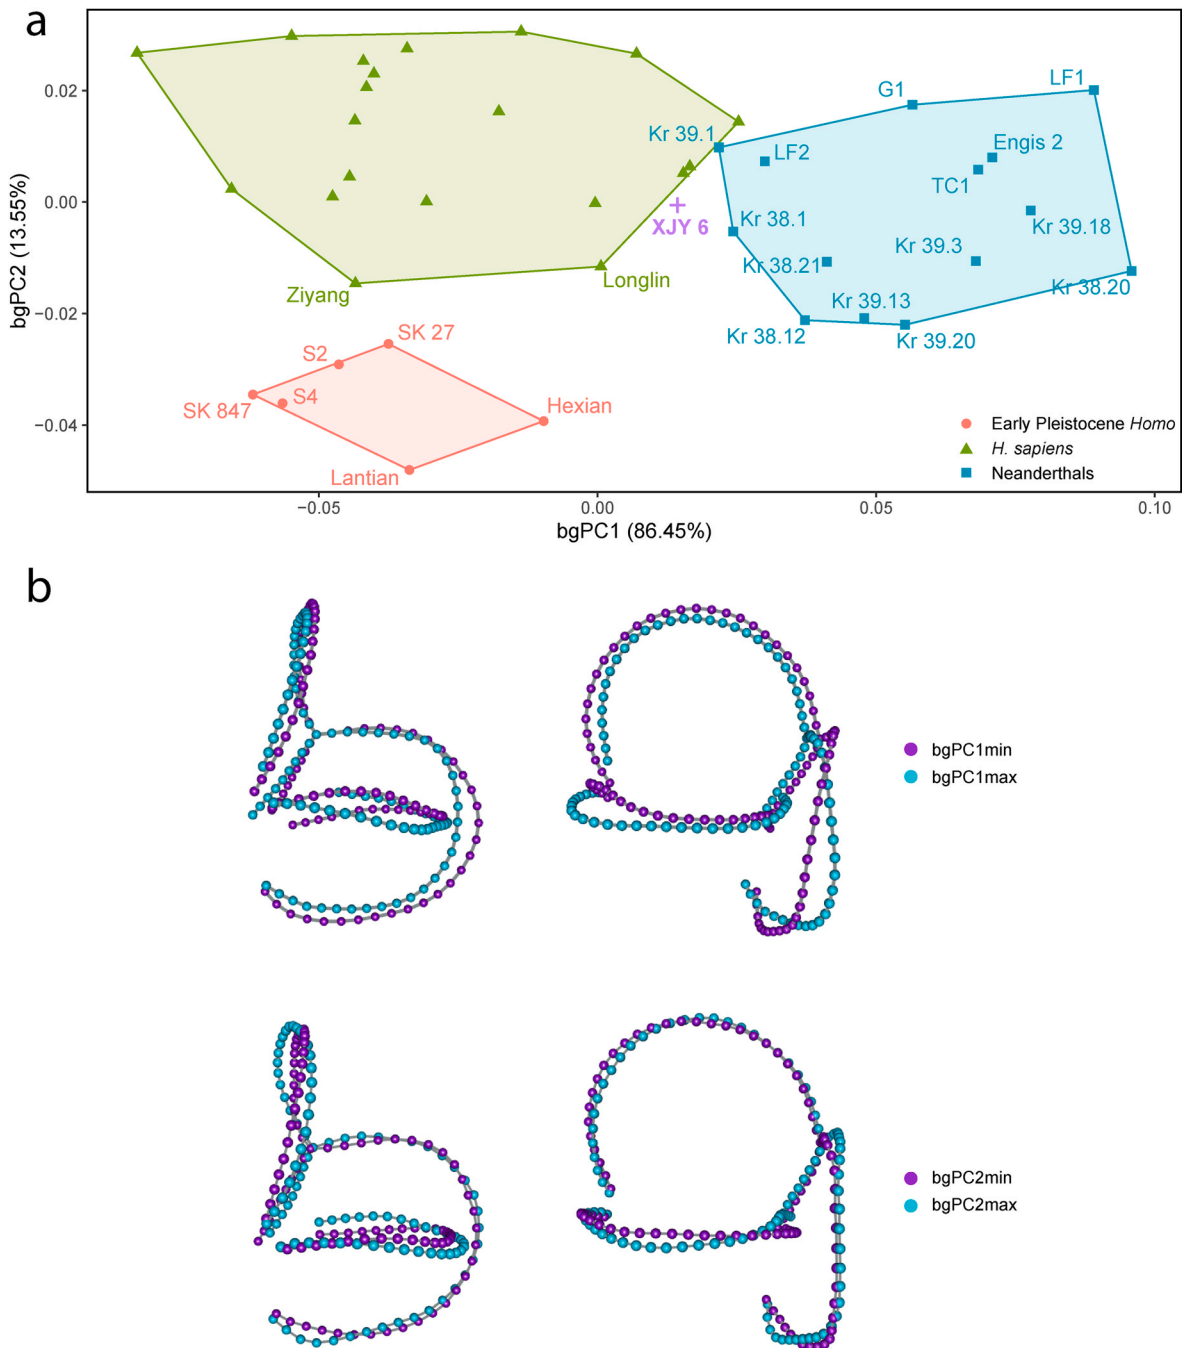 a
bgPC2 (13.55%)
0.02
0.00
−0.02
−0.04
G1
LF1
Kr 39.1
LF2
Engis 2
TC1
XJY 6
Kr 38.1
Kr 39.18
Kr 39.3
Kr 38.21
Longlin
Ziyang
Kr 38.20
Kr 39.13
Kr 38.12
Kr 39.20
SK 27
S2
S4
SK 847
Hexian
Lantian
Early Pleistocene Homo
H. sapiens
Neanderthals
−0.05
0.00
0.05
0.10
bgPC1 (86.45%)
b
bgPC1min
bgPC1max
bgPC2min
bgPC2max